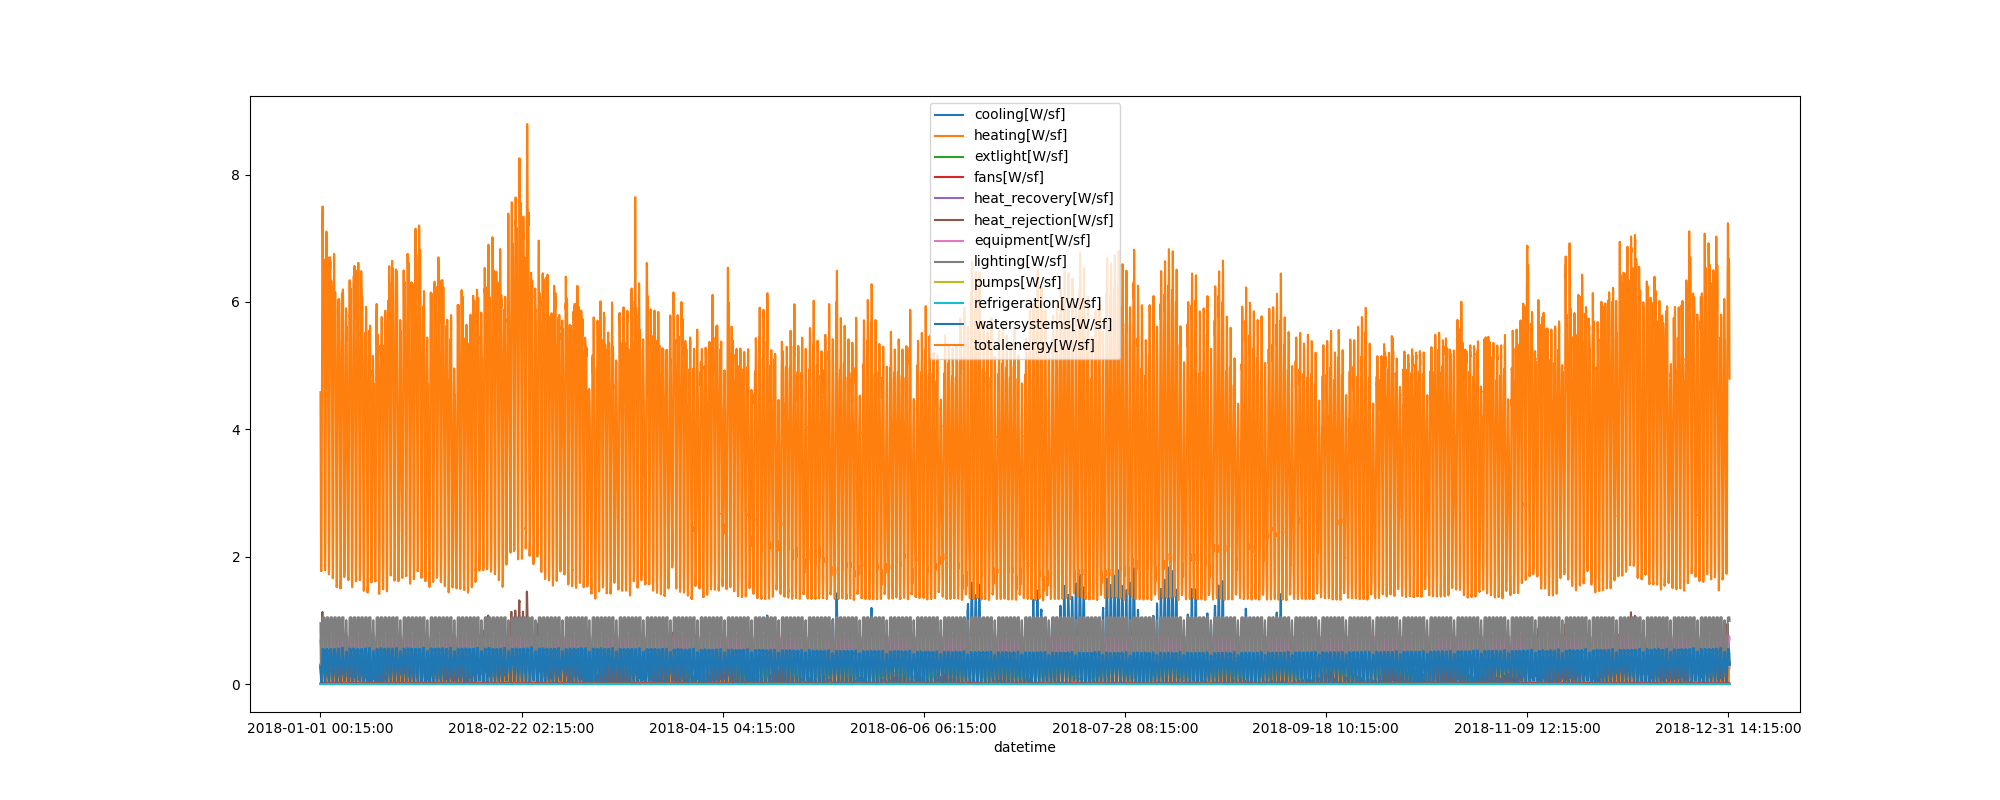 cooling[W/sf]
heating[W/sf]
extlight[W/sf]
fans[W/sf]
heat_recovery[W/sf]
heat_rejection[W/sf]
equipment[W/sf]
lighting[W/sf]
pumps[W/sf]
refrigeration[W/sf]
watersystems[W/sf]
totalenergy[W/sf]
8
6
4
2
0
2018-01-01 00:15:00 2018-02-22 02:15:00 2018-04-15 04:15:00 2018-06-06 06:15:00 2018-07-28 08:15:00 2018-09-18 10:15:00 2018-11-09 12:15:00 2018-12-31 14:15:00
datetime